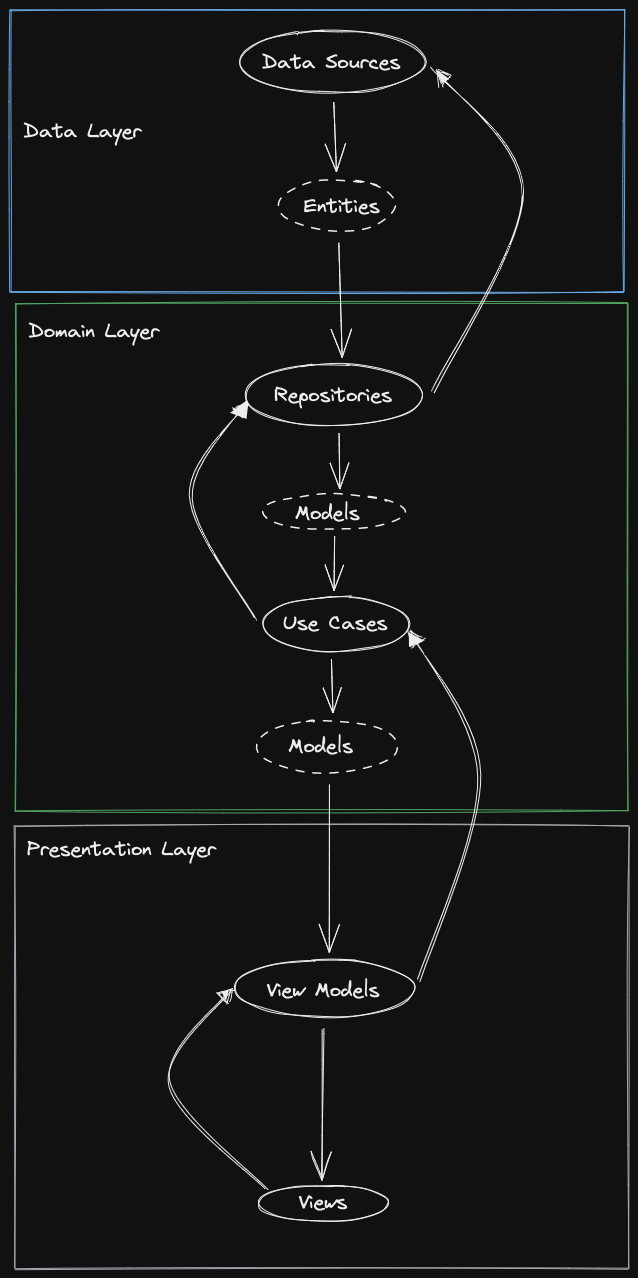 Data Sources
Data Layer
Entities
Domain Layer
Repositories
Models
Use Cases
Models
Presentation Layer
View Models
Views